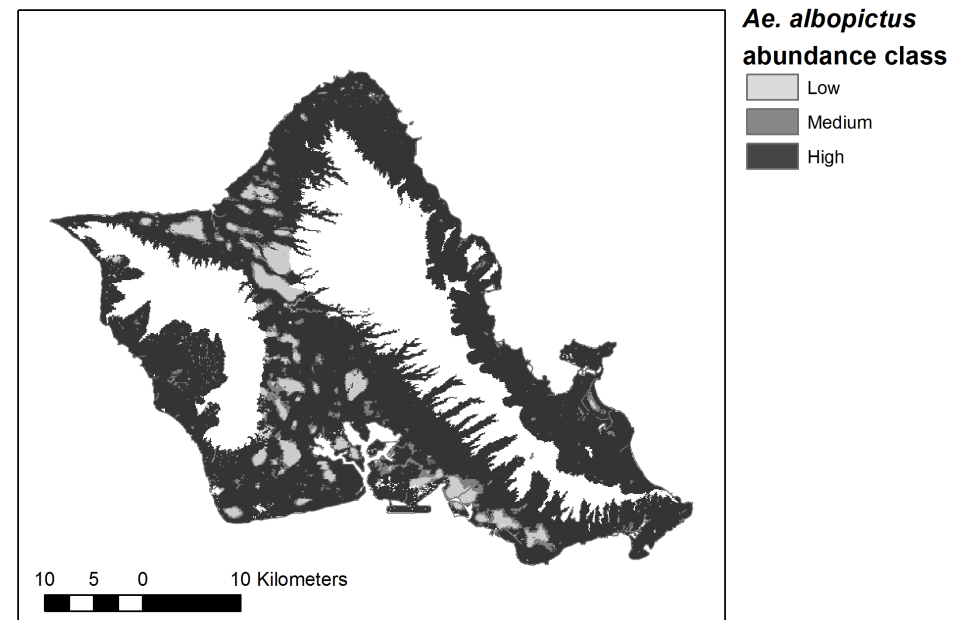 Ae. albopictus
abundance class
Low
Medium
High
10 5 0 10 Kilometers